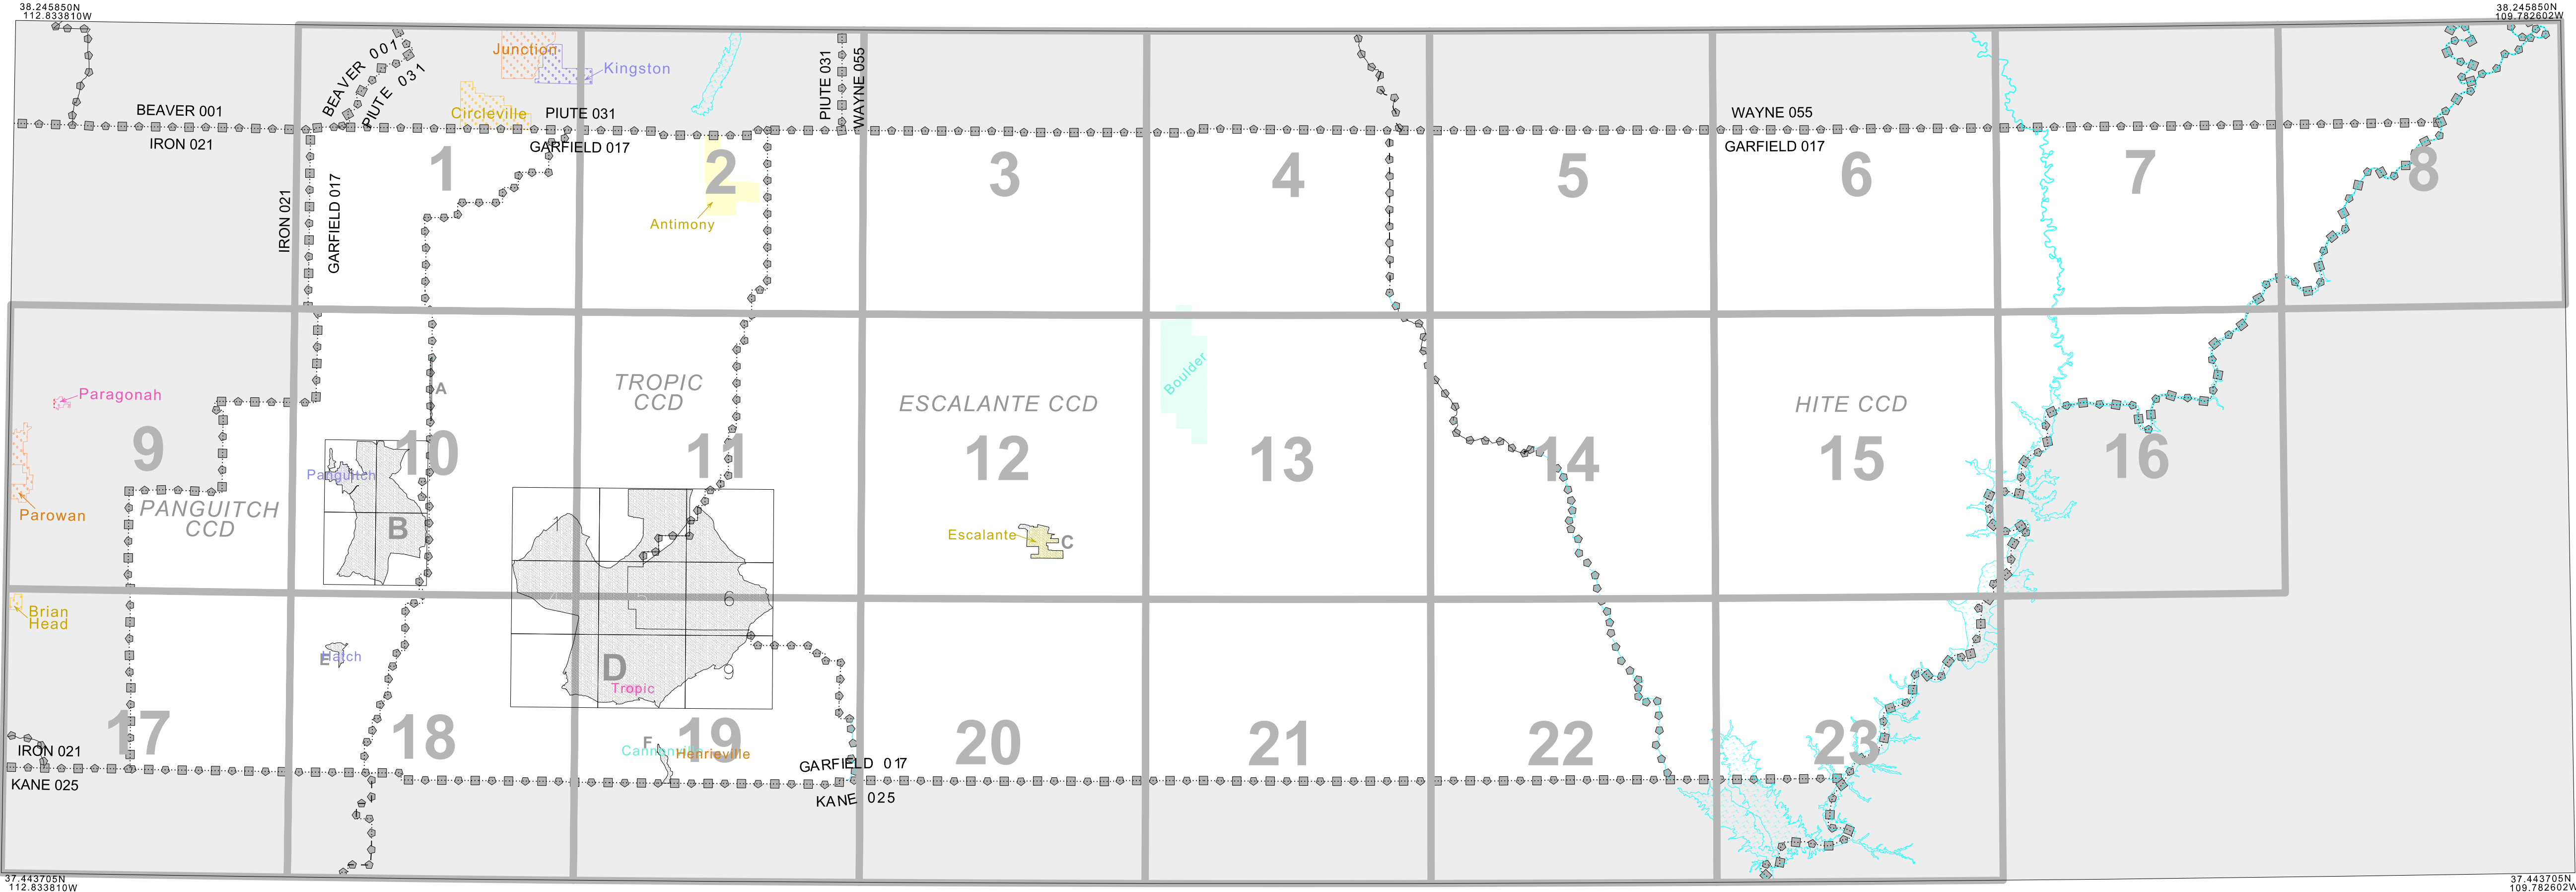 38.245850N
112.833810W
38.245850N
109.782602W
BEAVER 001
PIUTE 031
Junction
Kingston
PIUTE 031
WAYNE 055
BEAVER 001
IRON 021
Circleville
PIUTE 031
GARFIELD 017
WAYNE 055
GARFIELD 017
IRON 021
GARFIELD 017
1
2
3
4
5
6
7
8
Antimony
Paragonah
A
TROPIC
CCD
ESCALANTE CCD
Boulder
HITE CCD
9
10
11
12
13
14
15
16
Parowan
PANGUITCH
CCD
Panguitch
B
1
Escalante
C
Brian
Head
6
E
Hatch
D
9
Tropic
17
18
19
20
21
22
23
IRON 021
KANE 025
F
Cannonville
Henrieville
GARFIELD 017
KANE 025
37.443705N
112.833810W
37.443705N
109.782602W